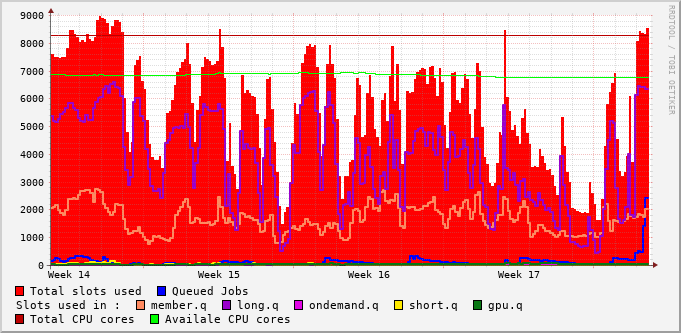 9000
8000
7000
6000
5000
4000
3000
2000
1000
0
Week 14 Week 15 Week 16 Week 17
RRDTOOL / TOBI OETIKER
Total slots used Queued Jobs
Slots used in : member.q long.q ondemand.q short.q gpu.q
Total CPU cores Availale CPU cores